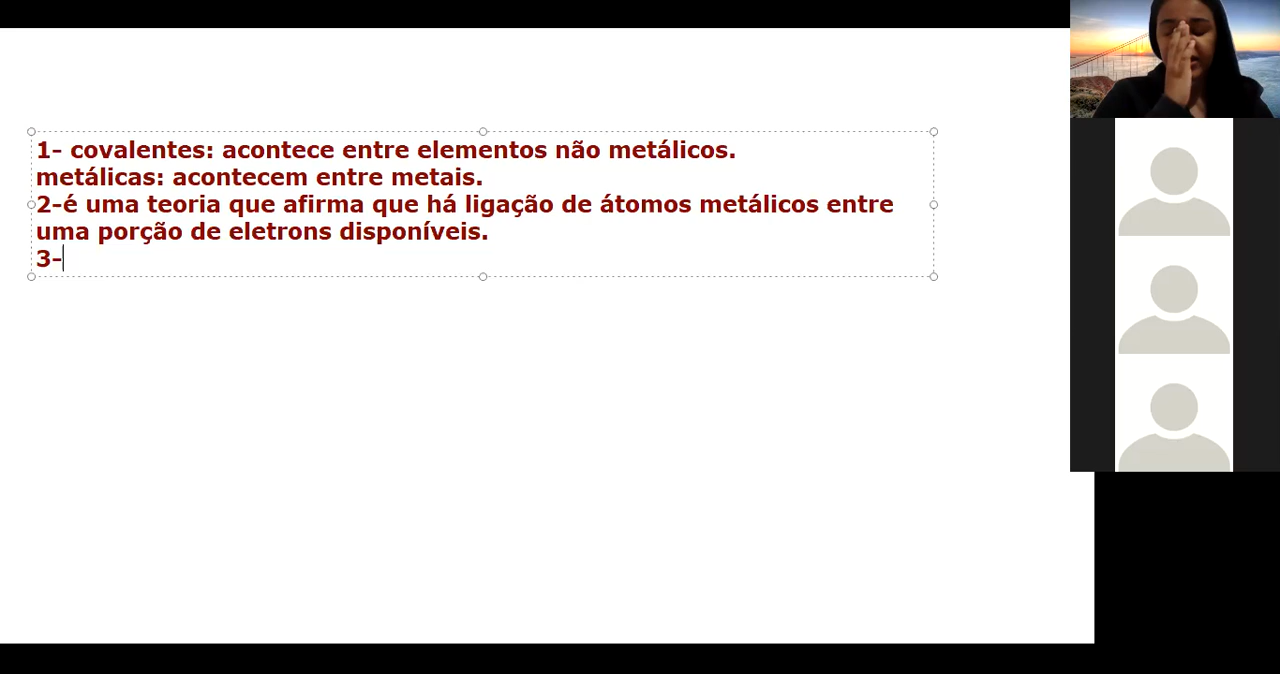 1- covalentes: acontece entre elementos não metálicos.
metálicas: acontecem entre metais.
2-é uma teoria que afirma que há ligação de átomos metálicos entre
uma porção de eletrons disponíveis.
3-